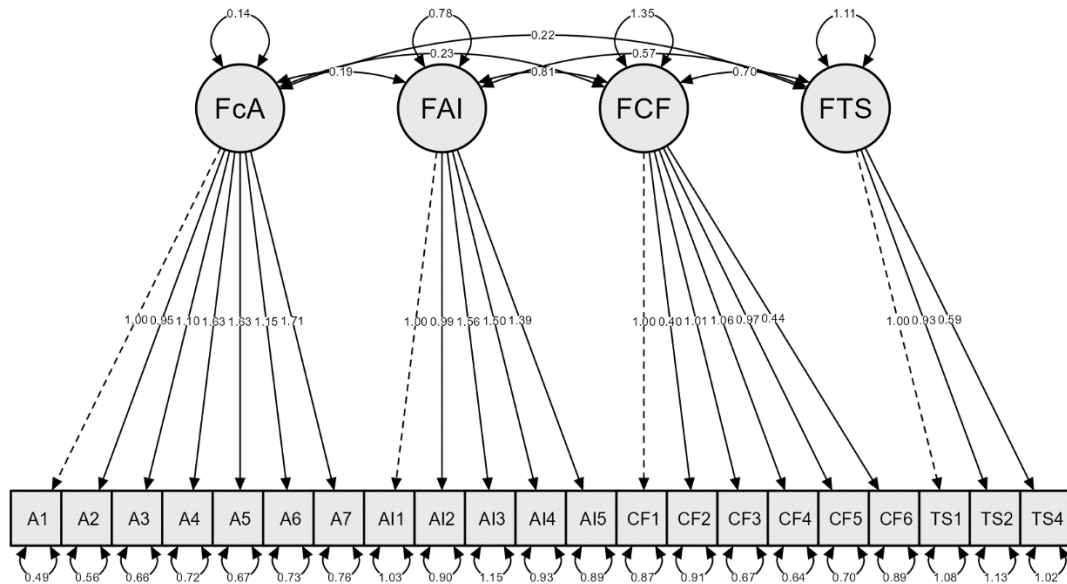 0.14 0.78 1.35 1.11
0.22
0.23 0.57
0.19 0.81 0.70
FcA FAI FCF FTS
1.00 0.95 1.10 1.63 1.63 1.15 1.71 1.00 0.99 1.56 1.50 1.39 1.00 0.40 1.01 1.06 0.97 0.44 1.00 0.93 0.59
A1 A2 A3 A4 A5 A6 A7 AI1 AI2 AI3 AI4 AI5 CF1 CF2 CF3 CF4 CF5 CF6 TS1 TS2 TS4
0.49 0.56 0.66 0.72 0.67 0.73 0.76 1.03 0.90 1.15 0.93 0.89 0.87 0.91 0.67 0.64 0.70 0.89 1.08 1.13 1.02